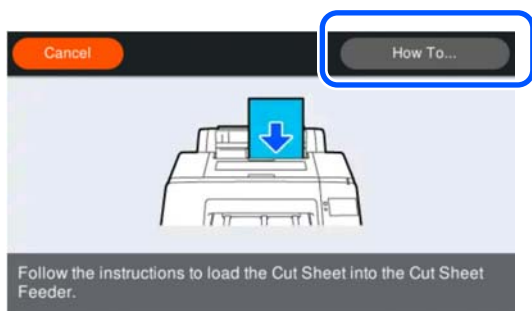 Cancel
How To...
Follow the instructions to load the Cut Sheet into the Cut Sheet
Feeder.